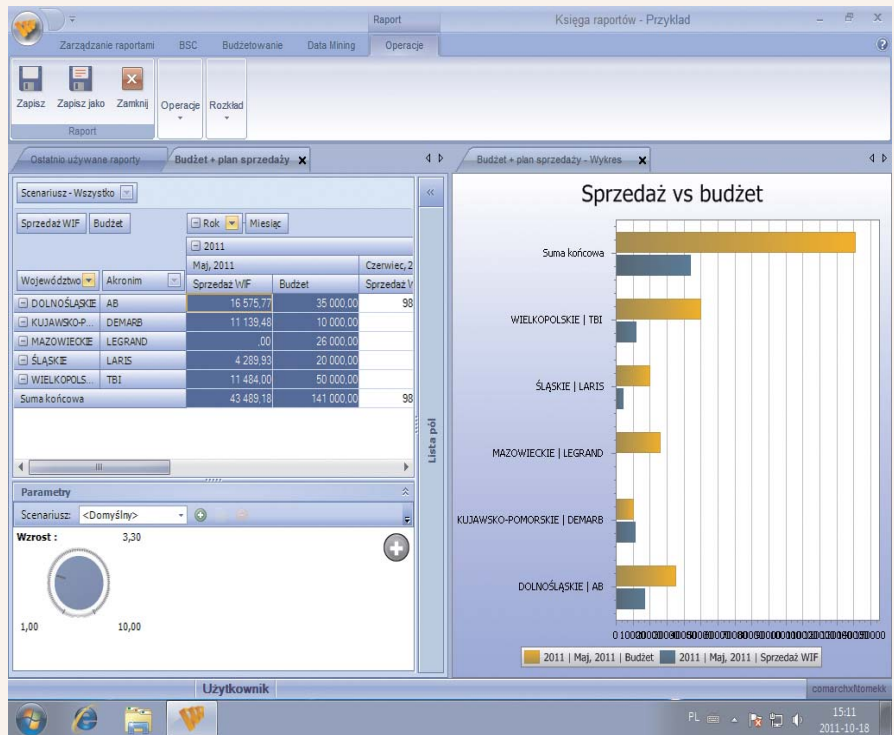 Raport
Księga raportów - Przykład
Zarządzanie raportami BSC Budżetowanie Data Mining Operacje
Zapisz Zapisz jako Zamknij Operacje Rozkład
Raport
Ostatnio używane raporty Budżet + plan sprzedaży
Budżet + plan sprzedaży - Wykres
Scenariusz - Wszystko
Sprzedaż WIF Budżet Rok Miesiąc
2011
Maj, 2011 Czerwiec, 2
Województwo Akronim Sprzedaż WIF Budżet Sprzedaż W
DOLNOŚLĄSKIE AB 16 575,77 35 000,00 98
KUJAWSKO-P... DEMARB 11 139,48 10 000,00
MAZOWIECKIE LEGRAND ,00 26 000,00
ŚLĄSKIE LARIS 4 289,93 20 000,00
WIELKOPOLS... TBI 11 484,00 50 000,00
Suma końcowa 43 489,18 141 000,00 98
Lista pól
Parametry
Scenariusz: <Domyślny>
Wzrost : 3,30
1,00 10,00
Sprzedaż vs budżet
Suma końcowa
WIELKOPOLSKIE | TBI
ŚLĄSKIE | LARIS
MAZOWIECKIE | LEGRAND
KUJAWSKO-POMORSKIE | DEMARB
DOLNOŚLĄSKIE | AB
2011 | Maj, 2011 | Budżet 2011 | Maj, 2011 | Sprzedaż WIF
Użytkownik
comarchxl\tomekk
PL 15:11
2011-10-18